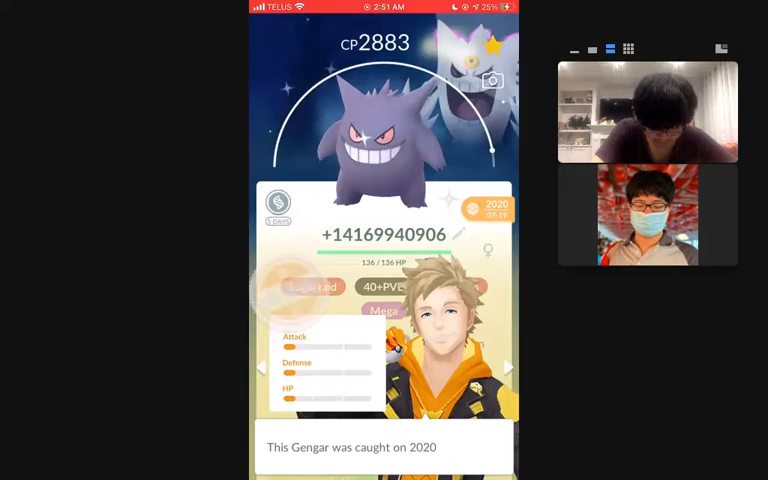 TELUS 2:51 AM 25%
CP2883
5 DAYS
2020
07-19
+14169940906
136 / 136 HP
raid 40+PVE
Mega
Attack
Defense
HP
This Gengar was caught on 2020